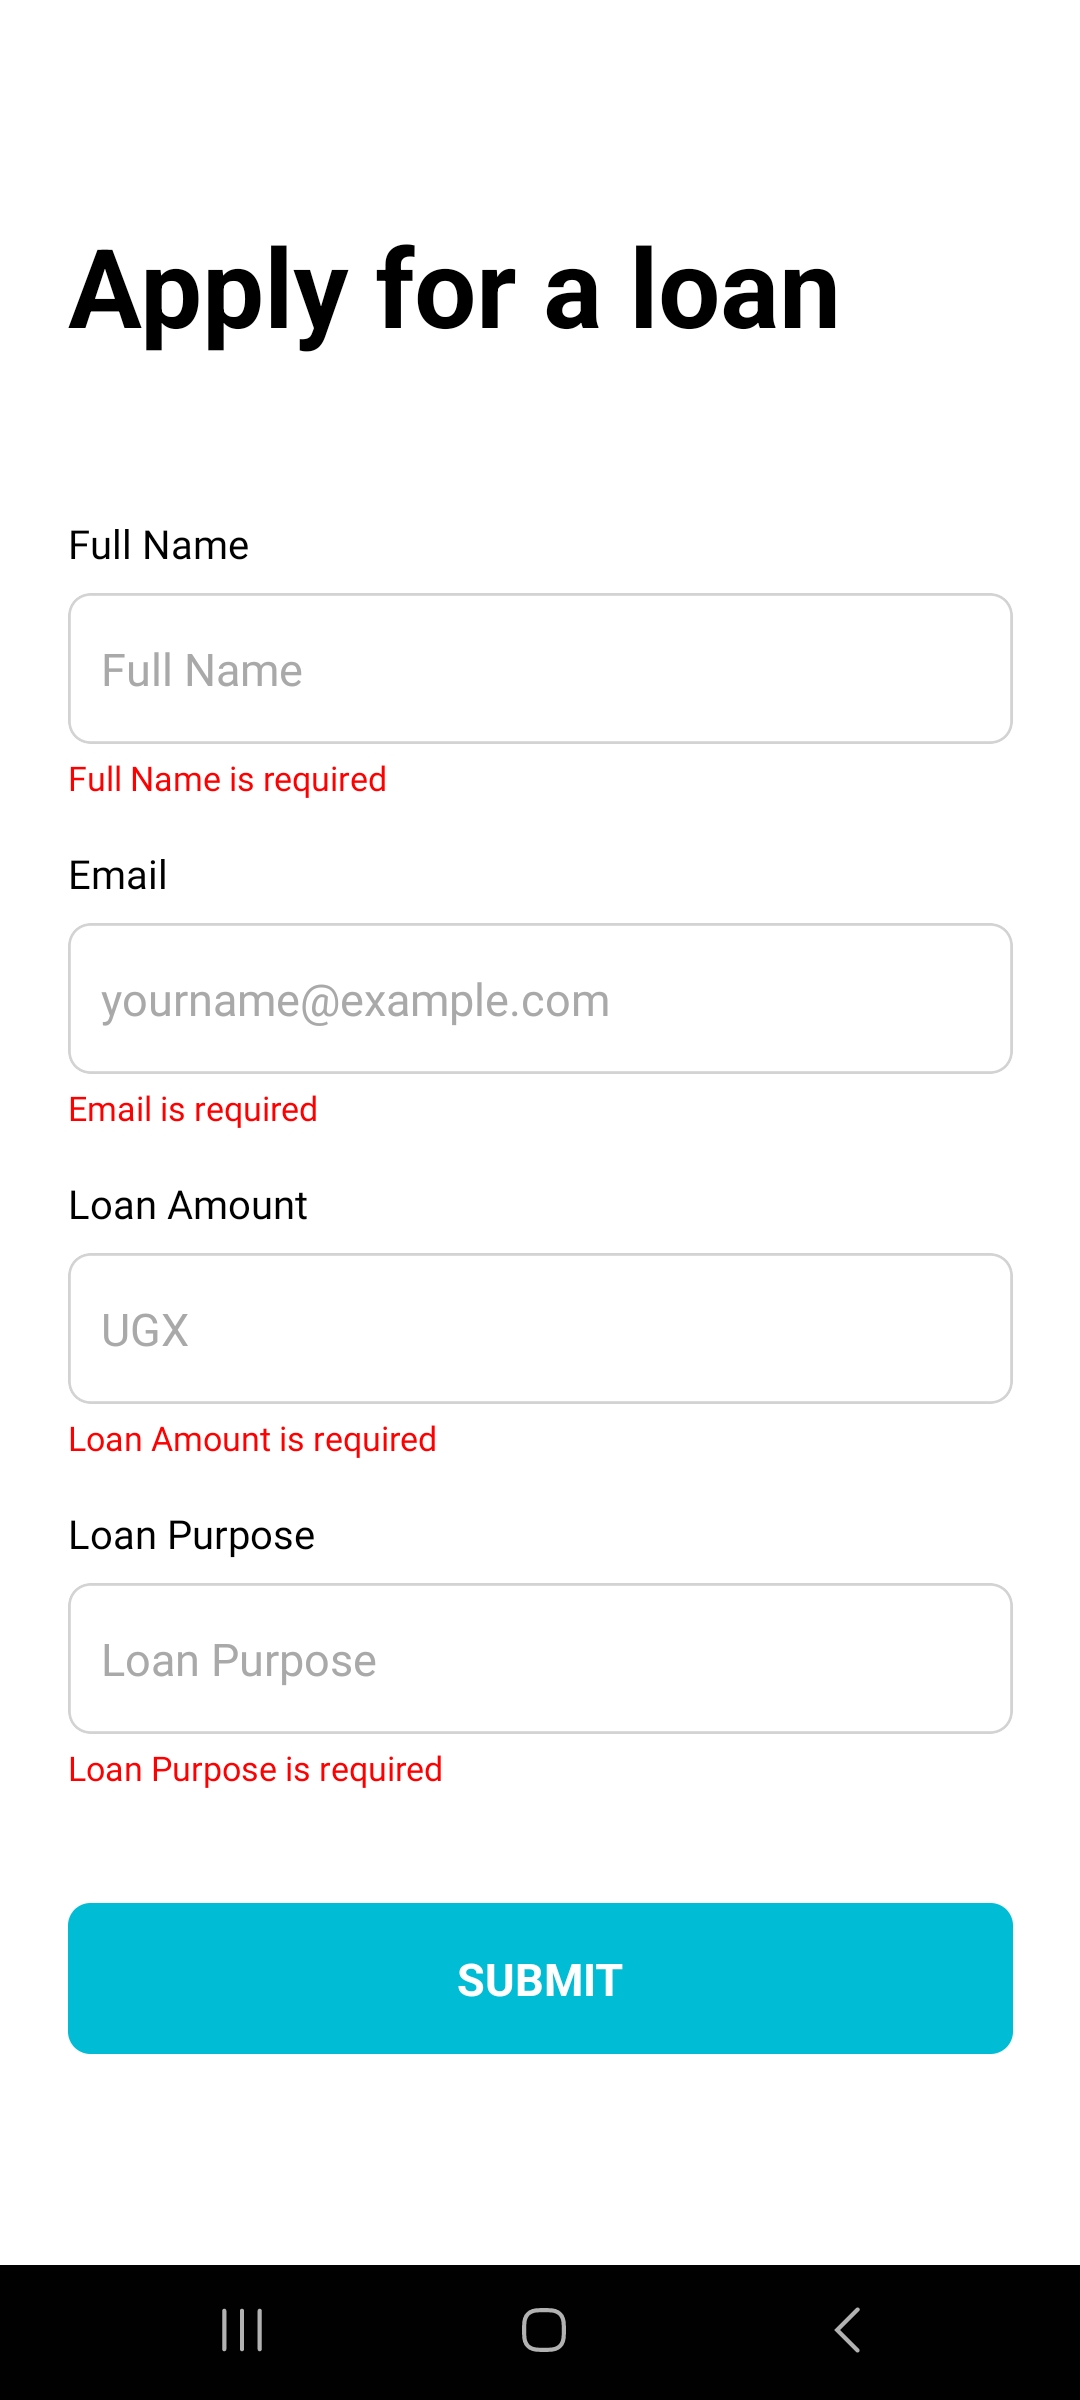 Apply for a loan
Full Name
Full Name
Full Name is required
Email
yourname@example.com
Email is required
Loan Amount
UGX
Loan Amount is required
Loan Purpose
Loan Purpose
Loan Purpose is required
SUBMIT